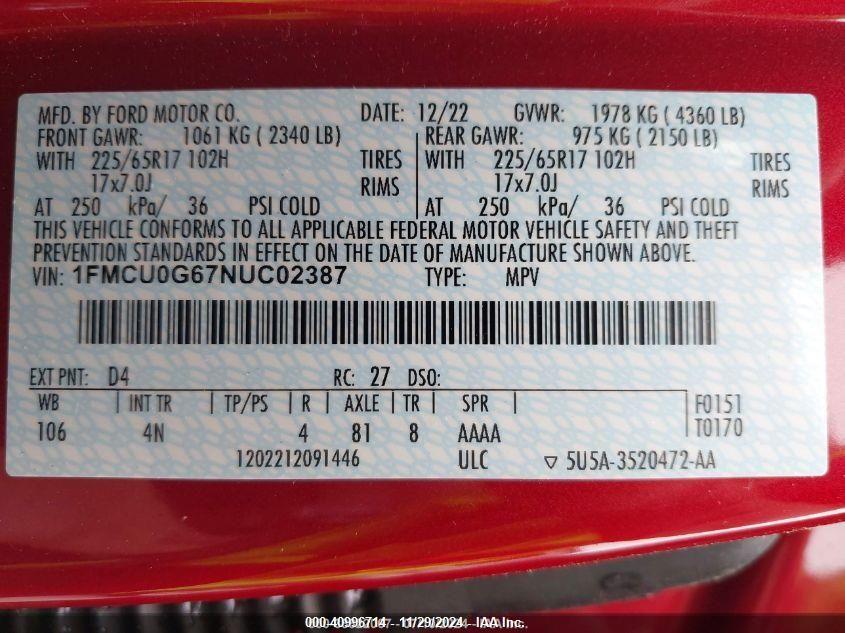 MFD. BY FORD MOTOR CO. DATE: 12/22 GVWR: 1978 KG ( 4360 LB)
FRONT GAWR: 1061 KG ( 2340 LB) REAR GAWR: 975 KG ( 2150 LB)
WITH 225/65R17 102H TIRES WITH 225/65R17 102H TIRES
17x7.0J RIMS 17x7.0J RIMS
AT 250 kPa/ 36 PSI COLD AT 250 kPa/ 36 PSI COLD
THIS VEHICLE CONFORMS TO ALL APPLICABLE FEDERAL MOTOR VEHICLE SAFETY AND THEFT
PREVENTION STANDARDS IN EFFECT ON THE DATE OF MANUFACTURE SHOWN ABOVE.
VIN: 1FMCU0G67NUC02387 TYPE: MPV
EXT PNT: D4 RC: 27 DSO:
WB | INT TR | TP/PS | R | AXLE | TR | SPR | F0151
106 4N 4 81 8 AAAA T0170
1202212091446 ULC ▽ 5U5A-3520472-AA
000-40996714 - 11/29/2024 - IAA Inc.